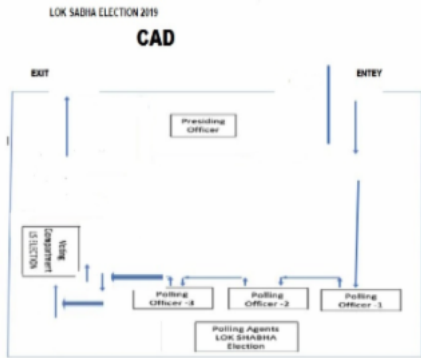 LOK SABHA ELECTION 2019
CAD
EXIT
ENTEY
Presiding
Officer
Voting
Compartment
LS ELECTION
Polling
Officer -3
Polling
Officer -2
Polling
Officer -1
Polling Agents
LOK SHABHA
Election